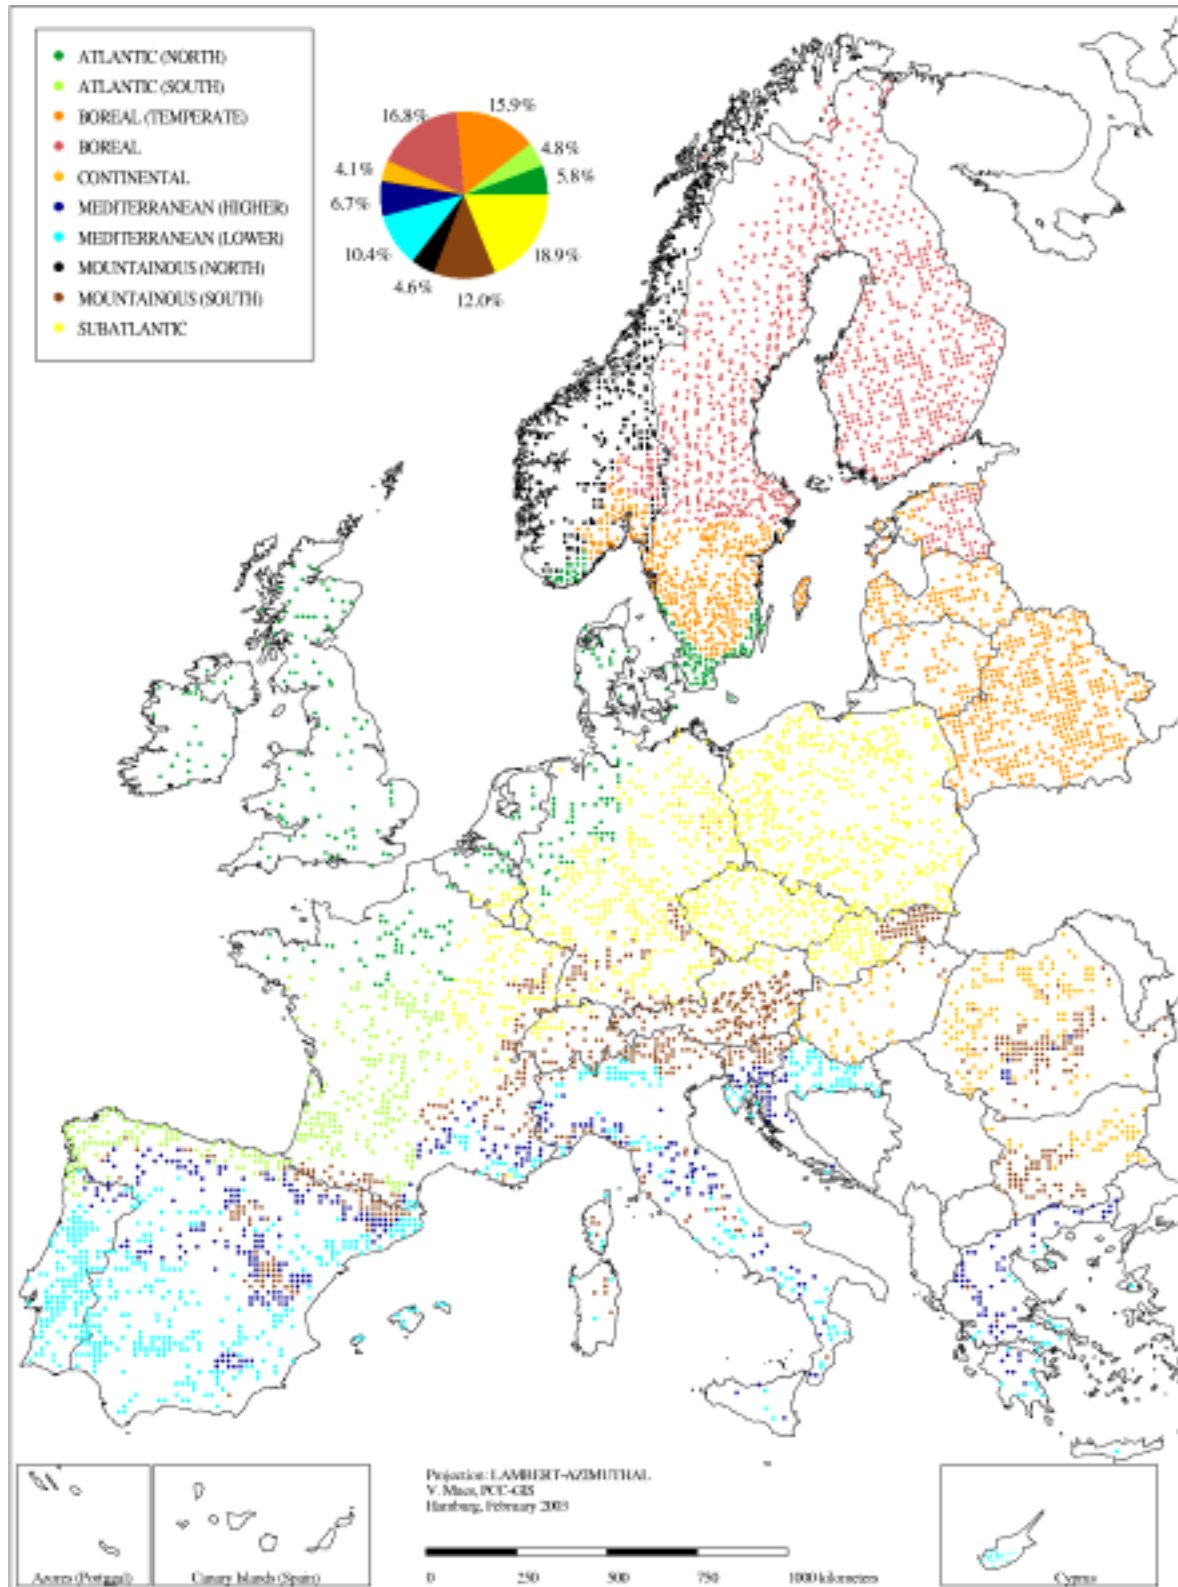 ATLANTIC (NORTH)
ATLANTIC (SOUTH)
BOREAL (TEMPERATE)
BOREAL
CONTINENTAL
MEDITERRANEAN (HIGHER)
MEDITERRANEAN (LOWER)
MOUNTAINOUS (NORTH)
MOUNTAINOUS (SOUTH)
SUBATLANTIC
15.9%
16.8%
4.8%
4.1%
5.8%
6.7%
10.4%
18.9%
4.6%
12.0%
Projection: LAMBERT-AZIMUTHAL
V. PCC-GIS
Hamburg, February 2003
0 250 500 750 1000 kilometers
Azores (Portugal)
Canary Islands (Spain)
Cyprus